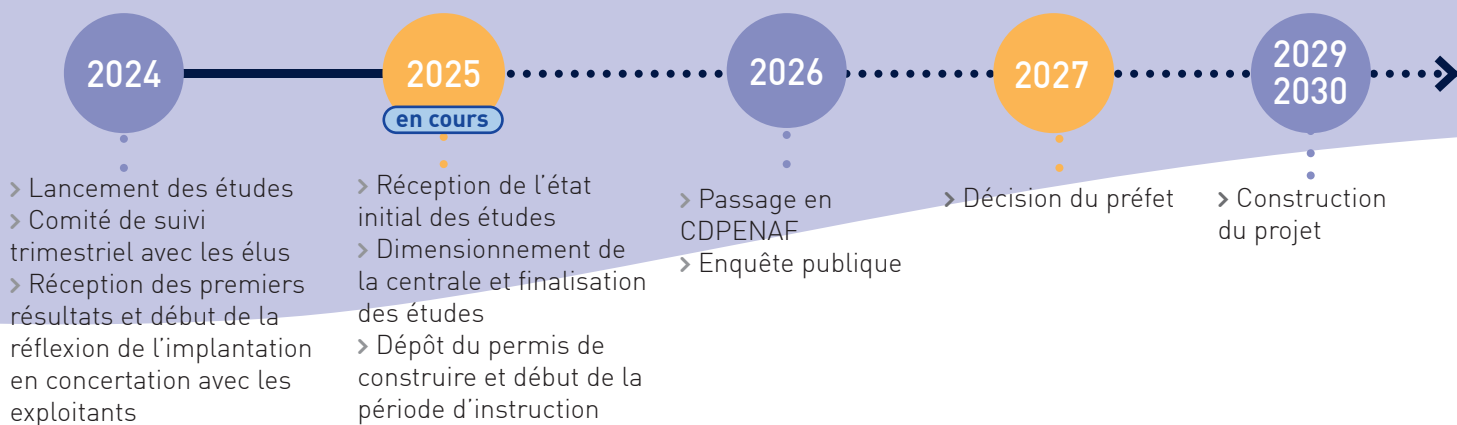 2024
2025
en cours
2026
2027
2029
2030
> Lancement des études
> Comité de suivi
trimestriel avec les élus
> Réception des premiers
résultats et début de la
réflexion de l’implantation
en concertation avec les
exploitants
> Réception de l’état
initial des études
> Dimensionnement de
la centrale et finalisation
des études
> Dépôt du permis de
construire et début de la
période d’instruction
> Passage en
CDPENAF
> Enquête publique
> Décision du préfet
> Construction
du projet